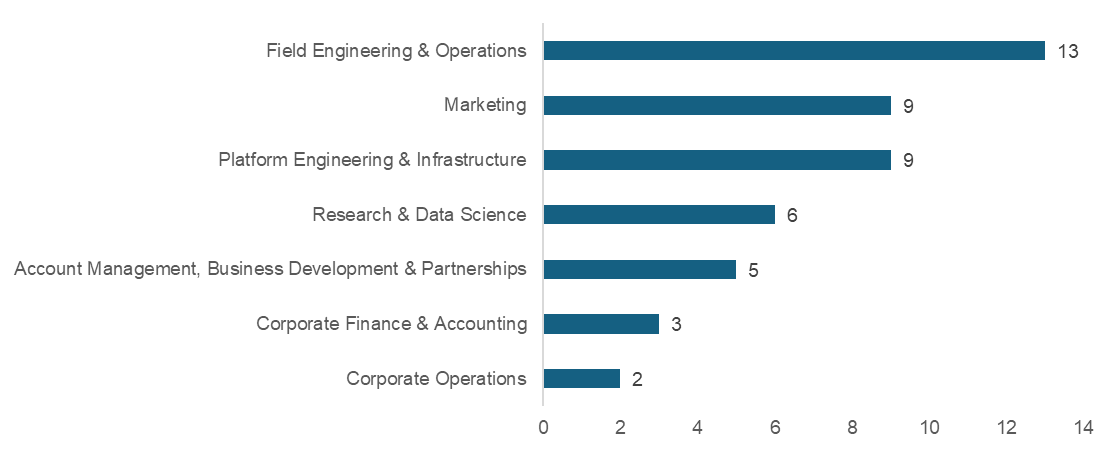 Field Engineering & Operations 13
Marketing 9
Platform Engineering & Infrastructure 9
Research & Data Science 6
Account Management, Business Development & Partnerships 5
Corporate Finance & Accounting 3
Corporate Operations 2
0 2 4 6 8 10 12 14